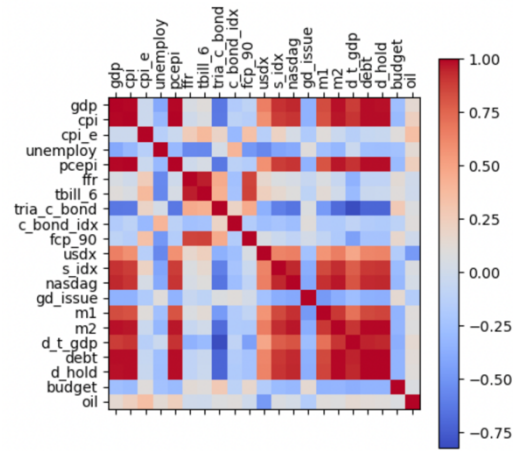 gdp
cpi
cpi_e
unemploy
pcepi
ffr
tbill_6
tria_c_bond
c_bond_idx
fcp_90
usdx
s_idx
nasdag
gd_issue
m1
m2
d_t_gdp
debt
d_hold
budget
oil
gdp
cpi
cpi_e
unemploy
pcepi
ffr
tbill_6
tria_c_bond
c_bond_idx
fcp_90
usdx
s_idx
nasdag
gd_issue
m1
m2
d_t_gdp
debt
d_hold
budget
oil
1.00
0.75
0.50
0.25
0.00
−0.25
−0.50
−0.75